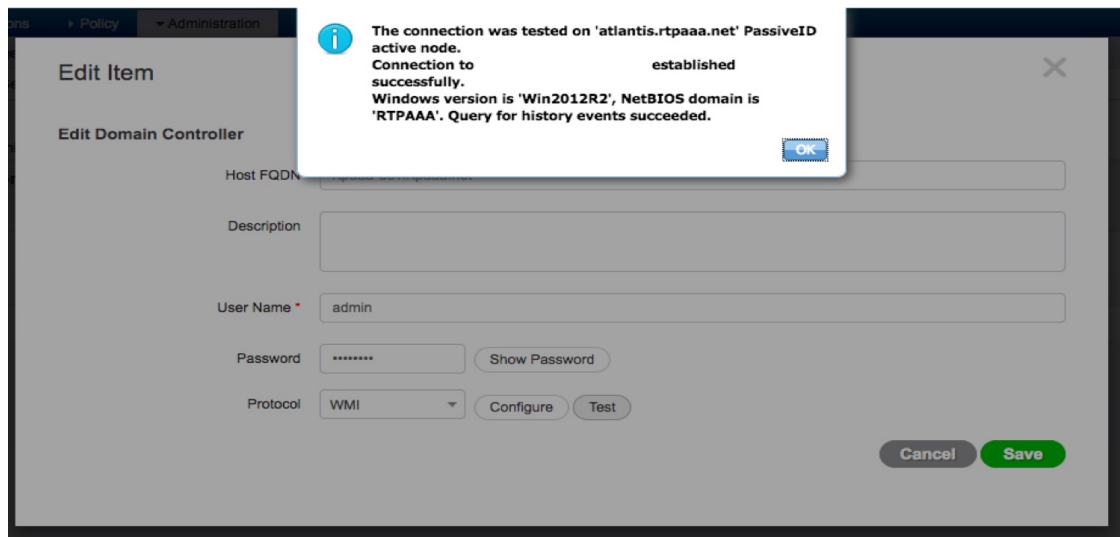 Policy
Administration
The connection was tested on 'atlantis.rtpaaa.net' PassiveID
active node.
Connection to established
successfully.
Windows version is 'Win2012R2', NetBIOS domain is
'RTPAAA'. Query for history events succeeded.
OK
Edit Item
Edit Domain Controller
Host FQDN
Description
User Name *
admin
Password
••••••••
Show Password
Protocol
WMI
Configure
Test
Cancel
Save